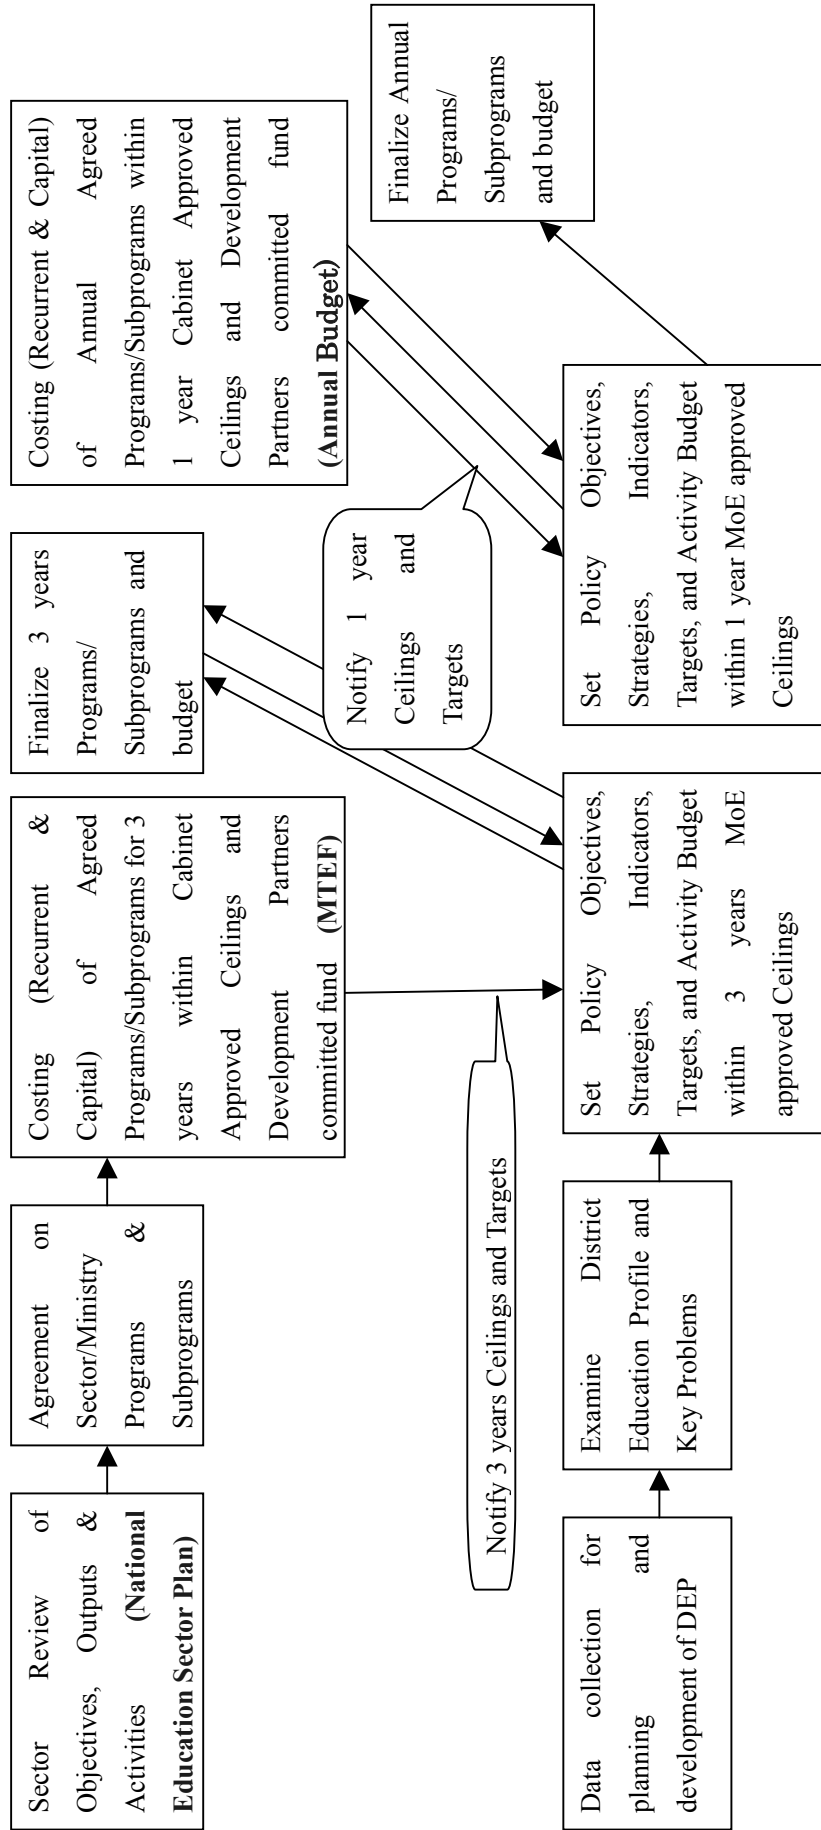 Sector Review of
Objectives, Outputs &
Activities (National
Education Sector Plan)
Agreement on
Sector/Ministry
Programs &
Subprograms
Costing (Recurrent &
Capital) of Agreed
Programs/Subprograms for 3
years within Cabinet
Approved Ceilings and
Development Partners
committed fund (MTEF)
Finalize 3 years
Programs/
Subprograms and
budget
Costing (Recurrent & Capital)
of Annual Agreed
Programs/Subprograms within
1 year Cabinet Approved
Ceilings and Development
Partners committed fund
(Annual Budget)
Notify 3 years Ceilings and Targets
Notify 1 year
Ceilings and
Targets
Finalize Annual
Programs/
Subprograms
and budget
Data collection for
planning and
development of DEP
Examine District
Education Profile and
Key Problems
Set Policy Objectives,
Strategies, Indicators,
Targets, and Activity Budget
within 3 years MoE
approved Ceilings
Set Policy Objectives,
Strategies, Indicators,
Targets, and Activity Budget
within 1 year MoE approved
Ceilings